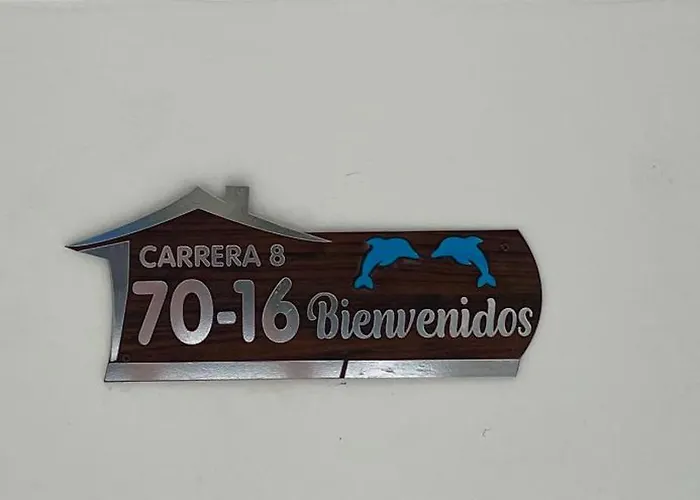 CARRERA 8
70-16 Bienvenidos